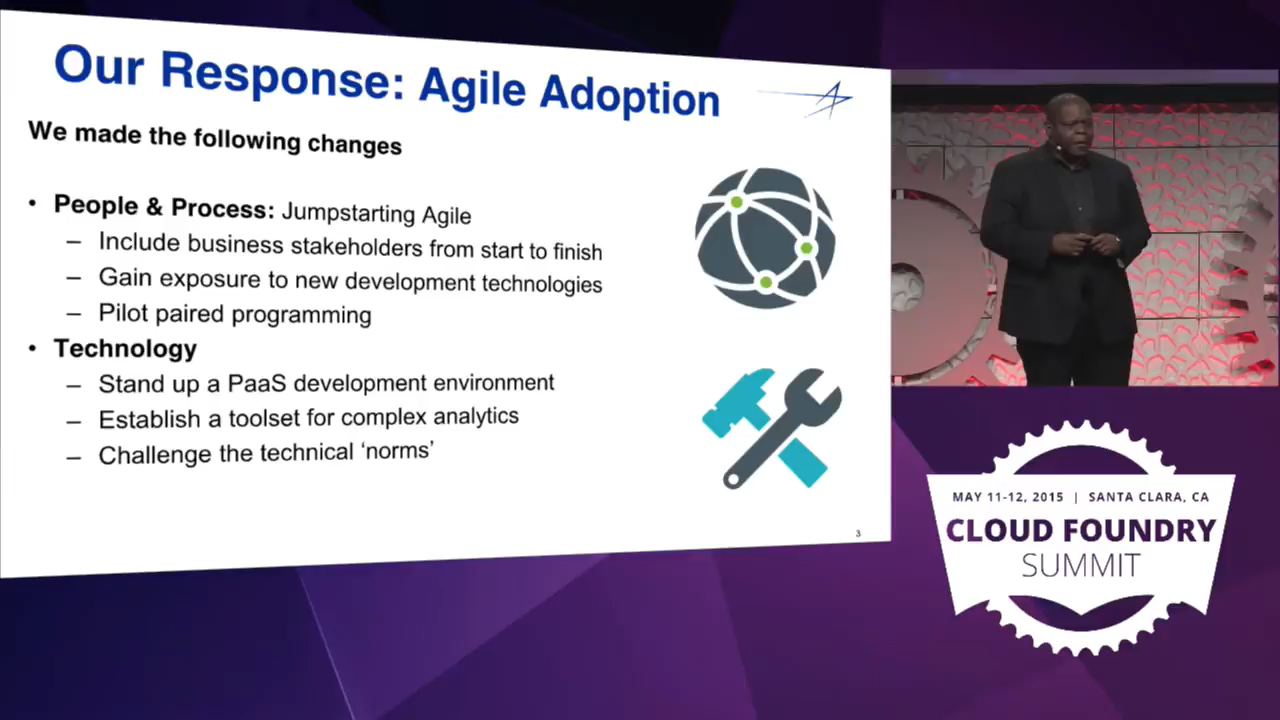 Our Response: Agile Adoption
We made the following changes
• People & Process: Jumpstarting Agile
– Include business stakeholders from start to finish
– Gain exposure to new development technologies
– Pilot paired programming
• Technology
– Stand up a PaaS development environment
– Establish a toolset for complex analytics
– Challenge the technical ‘norms’
3
MAY 11-12, 2015 | SANTA CLARA, CA
CLOUD FOUNDRY
SUMMIT